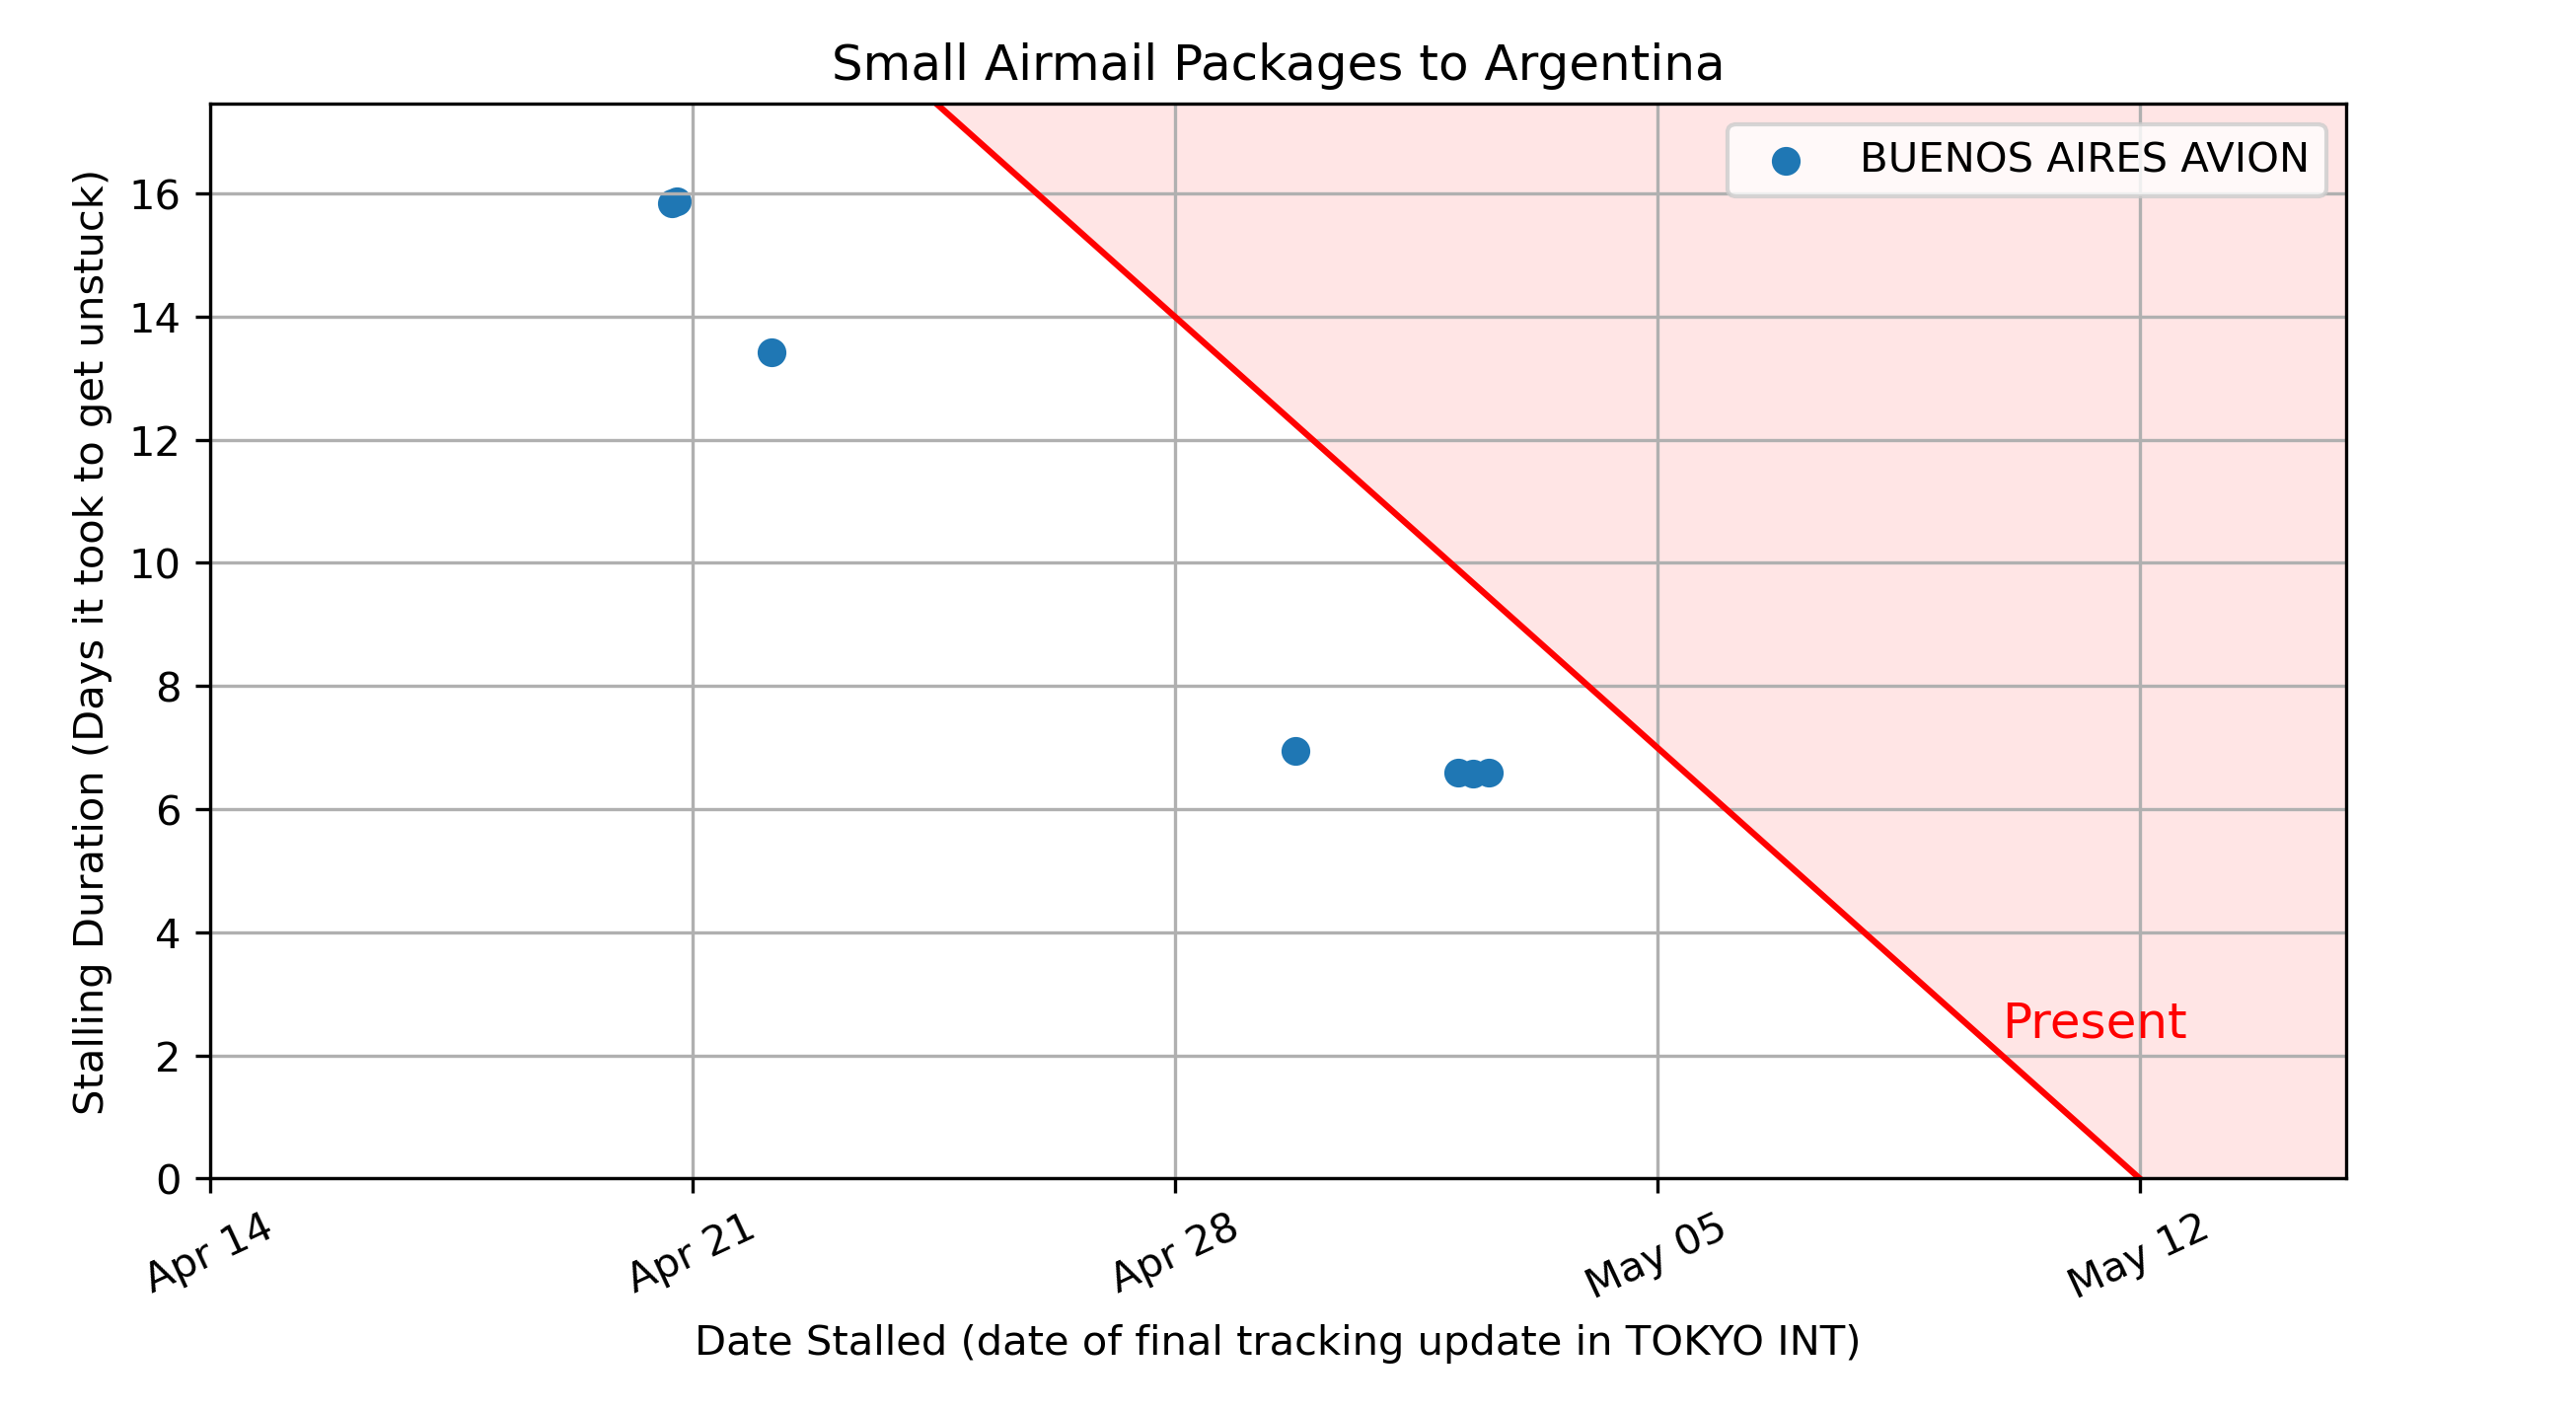 Small Airmail Packages to Argentina
BUENOS AIRES AVION
Stalling Duration (Days it took to get unstuck)
16
14
12
10
8
6
4
2
0
Present
Apr 14
Apr 21
Apr 28
May 05
May 12
Date Stalled (date of final tracking update in TOKYO INT)